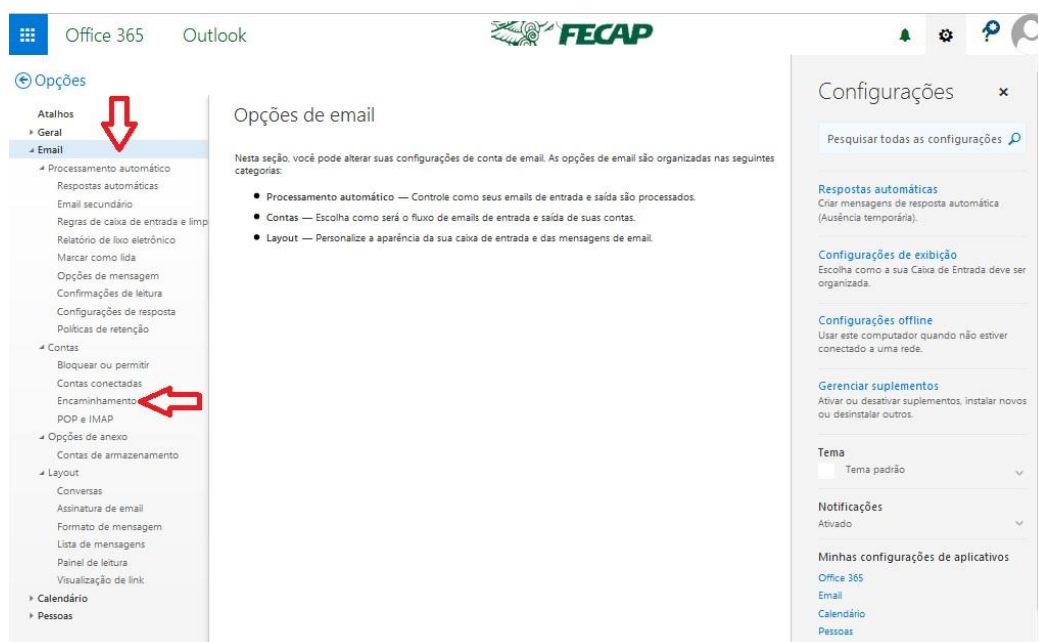 Office 365
Outlook
FECAP
Opções
Atalhos
Geral
Email
Processamento automático
Respostas automáticas
Email secundário
Regras de caixa de entrada e limp
Relatório de lixo eletrônico
Marcar como lida
Opções de mensagem
Confirmações de leitura
Configurações de resposta
Políticas de retenção
Contas
Bloquear ou permitir
Contas conectadas
Encaminhamento
POP e IMAP
Opções de anexo
Contas de armazenamento
Layout
Conversas
Assinatura de email
Formato de mensagem
Lista de mensagens
Painel de leitura
Visualização de link
Calendário
Pessoas
Opções de email
Nesta seção, você pode alterar suas configurações de conta de email. As opções de email são organizadas nas seguintes
categorias:
Processamento automático — Controle como seus emails de entrada e saída são processados.
Contas — Escolha como será o fluxo de emails de entrada e saída de suas contas.
Layout — Personalize a aparência da sua caixa de entrada e das mensagens de email.
Configurações
Pesquisar todas as configurações
Respostas automáticas
Criar mensagens de resposta automática
(Ausência temporária).
Configurações de exibição
Escolha como a sua Caixa de Entrada deve ser
organizada.
Configurações offline
Usar este computador quando não estiver
conectado a uma rede.
Gerenciar suplementos
Ativar ou desativar suplementos, instalar novos
ou desinstalar outros.
Tema
Tema padrão
Notificações
Ativado
Minhas configurações de aplicativos
Office 365
Email
Calendário
Pessoas